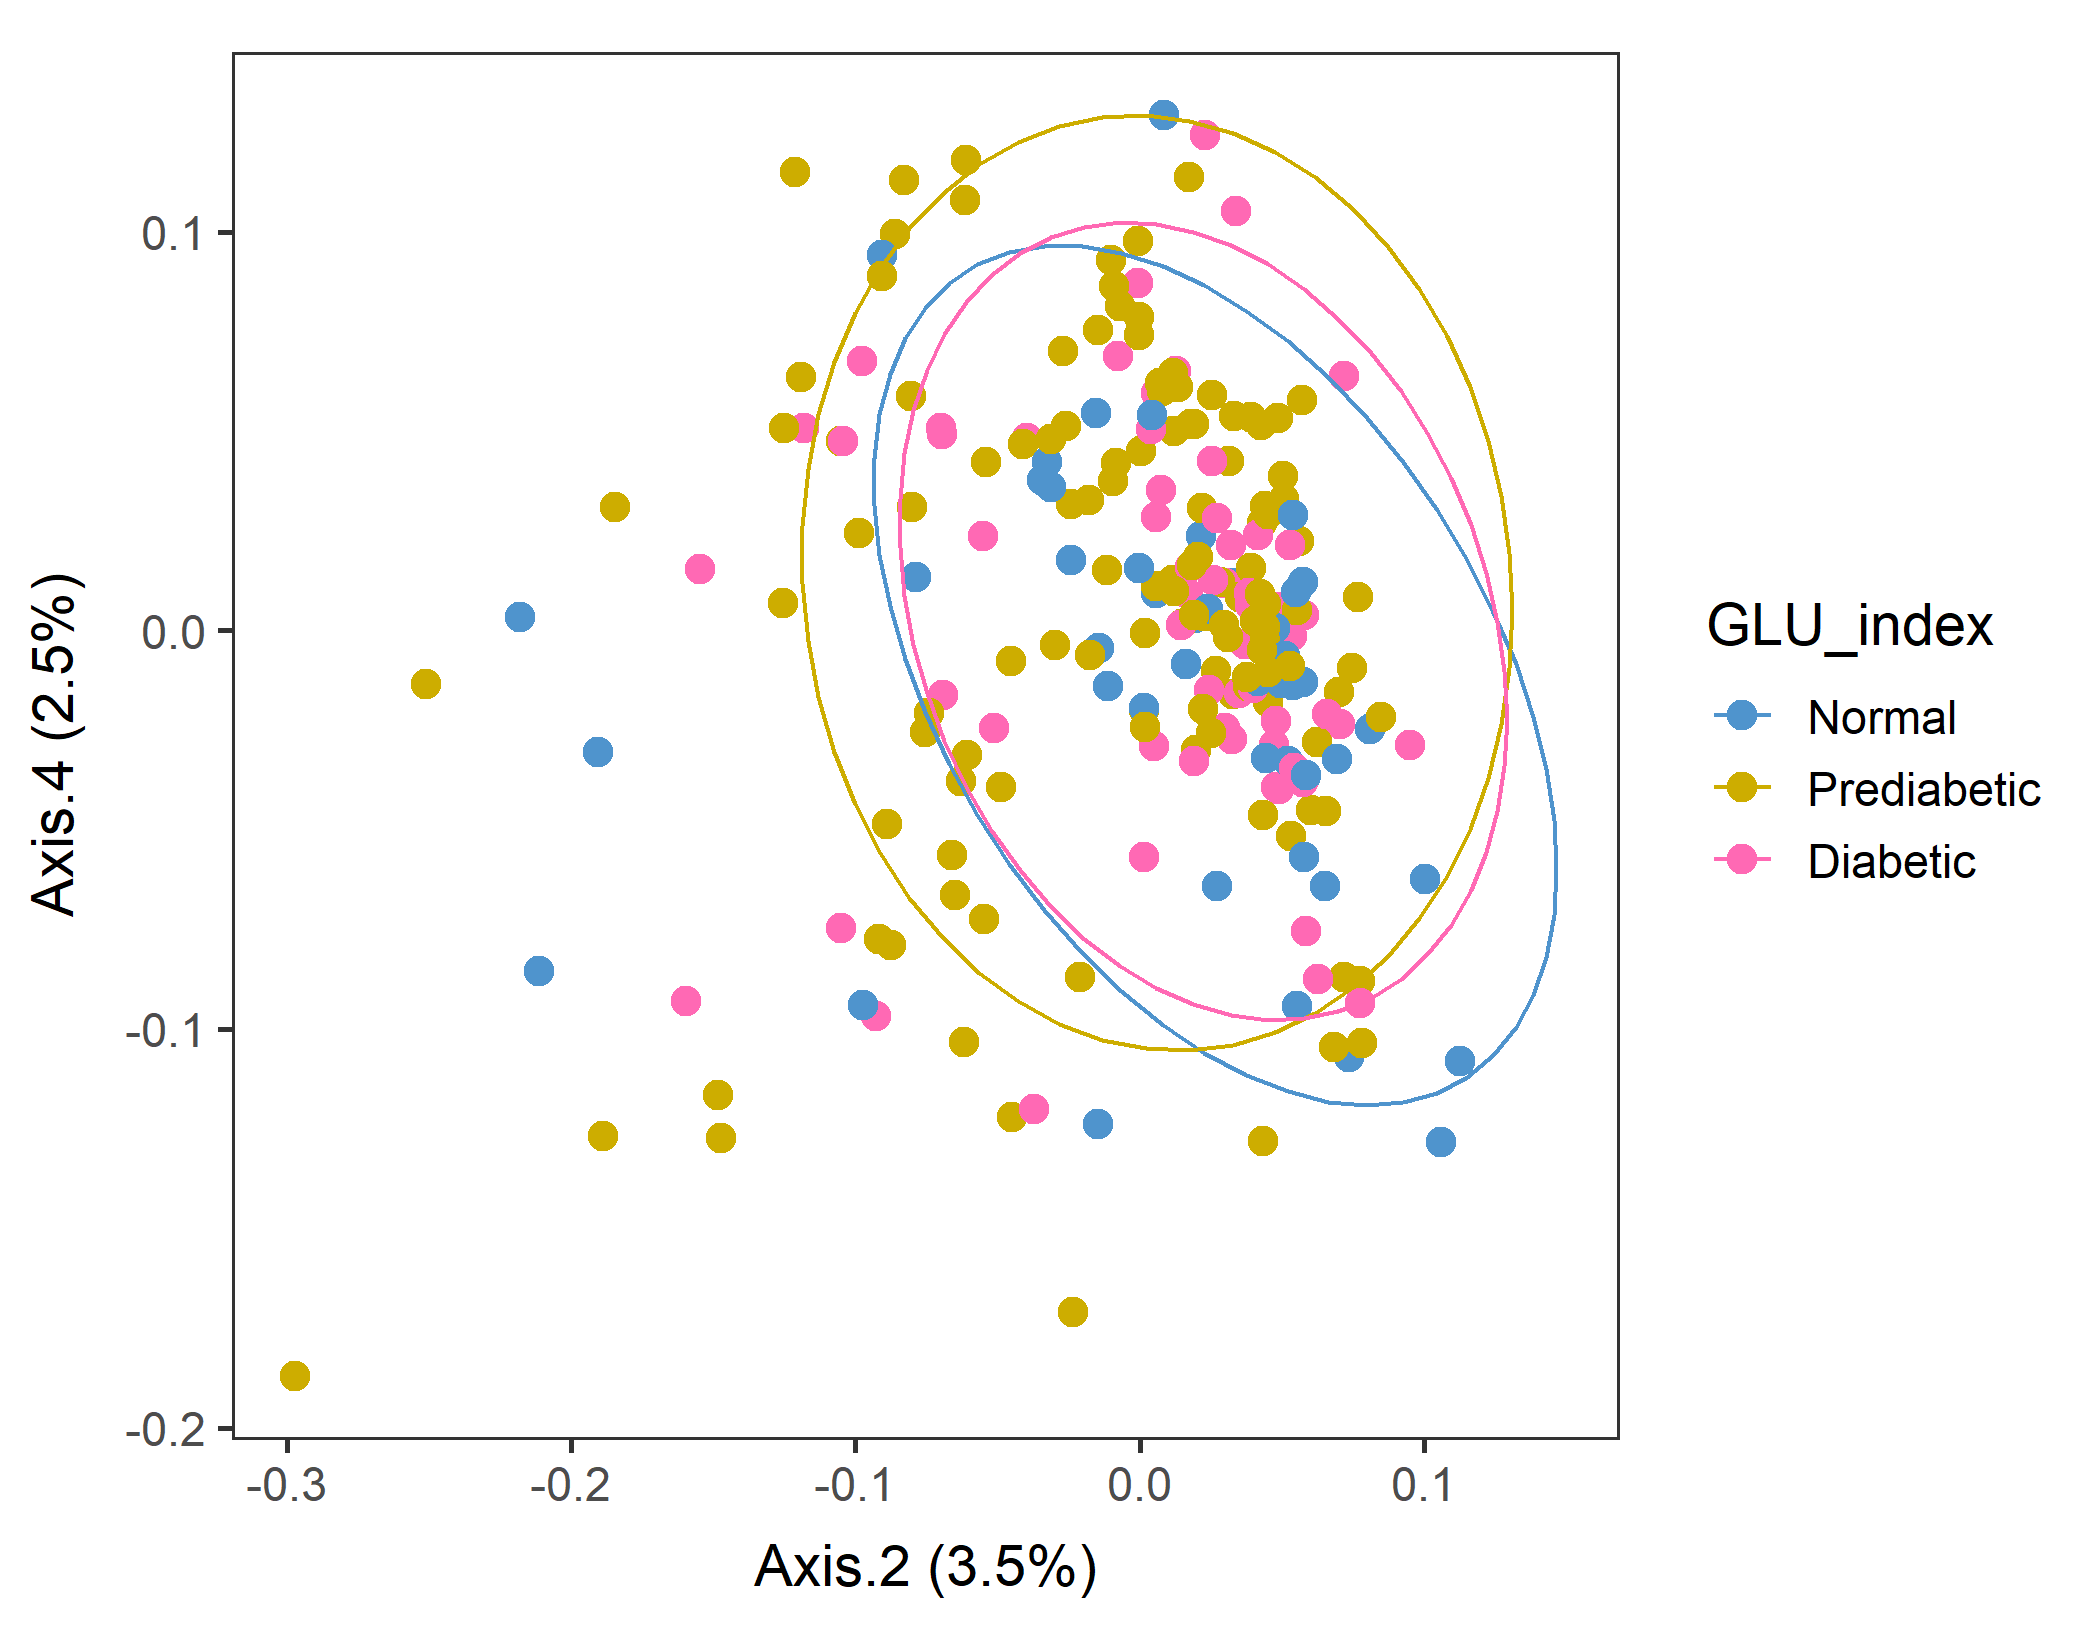 0.1
0.0
-0.1
-0.2
-0.3
-0.2
-0.1
0.0
0.1
Axis.2 (3.5%)
Axis.4 (2.5%)
GLU_index
Normal
Prediabetic
Diabetic